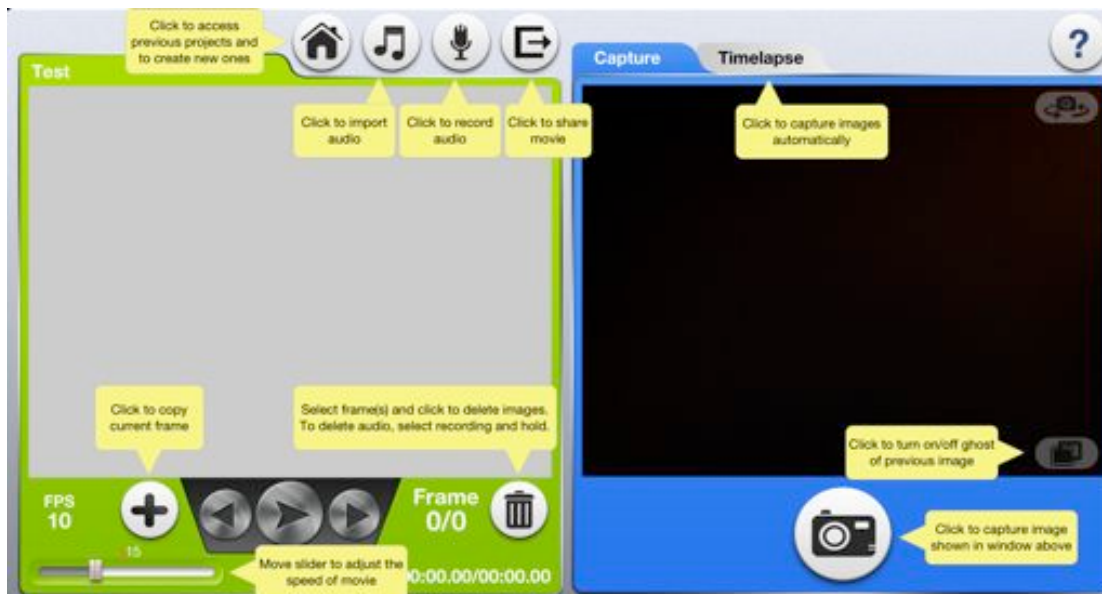 Click to access
previous projects and
to create new ones
Test
Click to import
audio
Click to record
audio
Click to share
movie
Capture
Timelapse
?
Click to capture images
automatically
Click to copy
current frame
Select frame(s) and click to delete images.
To delete audio, select recording and hold.
Click to turn on/off ghost
of previous image
FPS
10
Frame
0/0
15
Move slider to adjust the
speed of movie
00:00.00/00:00.00
Click to capture image
shown in window above